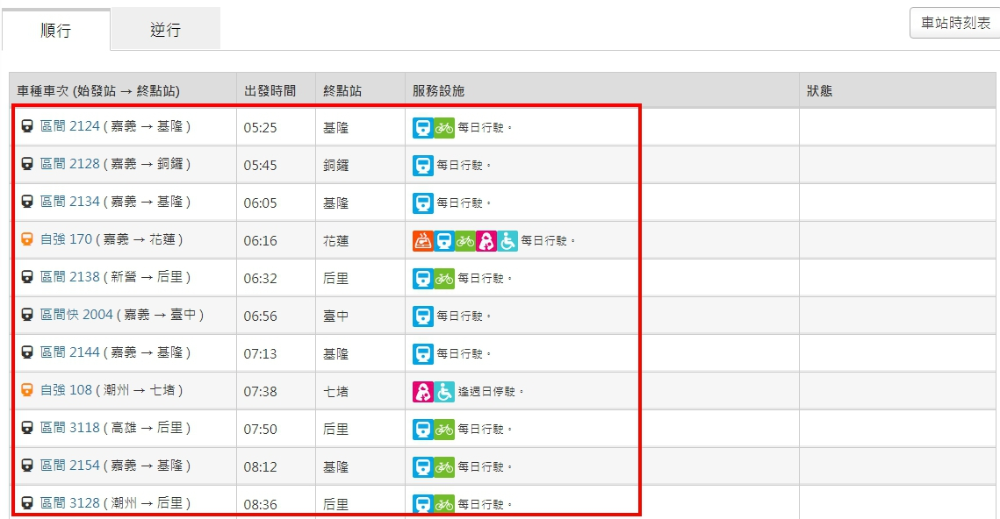 順行 逆行 車站時刻表
車種車次 (始發站 → 終點站) 出發時間 終點站 服務設施 狀態
區間 2124 ( 嘉義 → 基隆 ) 05:25 基隆 每日行駛。
區間 2128 ( 嘉義 → 銅鑼 ) 05:45 銅鑼 每日行駛。
區間 2134 ( 嘉義 → 基隆 ) 06:05 基隆 每日行駛。
自強 170 ( 嘉義 → 花蓮 ) 06:16 花蓮 每日行駛。
區間 2138 ( 新營 → 后里 ) 06:32 后里 每日行駛。
區間快 2004 ( 嘉義 → 臺中 ) 06:56 臺中 每日行駛。
區間 2144 ( 嘉義 → 基隆 ) 07:13 基隆 每日行駛。
自強 108 ( 潮州 → 七堵 ) 07:38 七堵 逢週日停駛。
區間 3118 ( 高雄 → 后里 ) 07:50 后里 每日行駛。
區間 2154 ( 嘉義 → 基隆 ) 08:12 基隆 每日行駛。
區間 3128 ( 潮州 → 后里 ) 08:36 后里 每日行駛。